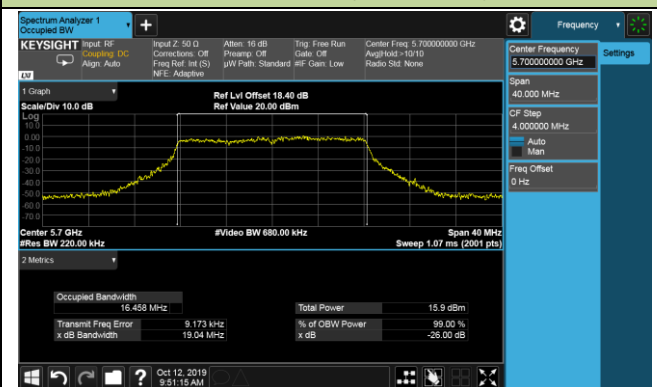 Spectrum Analyzer 1
Occupied BW
Frequency
KEYSIGHT
Input: RF
Coupling: DC
Align: Auto
Input Z: 50 Ω
Corrections: Off
Freq Ref: Int (S)
NFE: Adaptive
Atten: 16 dB
Preamp: Off
µW Path: Standard
Trig: Free Run
Gate: Off
#IF Gain: Low
Center Freq: 5.700000000 GHz
Avg|Hold:>10/10
Radio Std: None
LXI
1 Graph
Scale/Div 10.0 dB
Ref Lvl Offset 18.40 dB
Ref Value 20.00 dBm
Log
10.0
0.00
-10.0
-20.0
-30.0
-40.0
-50.0
-60.0
-70.0
Center 5.7 GHz
#Res BW 220.00 kHz
#Video BW 680.00 kHz
Span 40 MHz
Sweep 1.07 ms (2001 pts)
2 Metrics
Occupied Bandwidth
16.458 MHz
Total Power 15.9 dBm
Transmit Freq Error 9.173 kHz
% of OBW Power 99.00 %
x dB Bandwidth 19.04 MHz
x dB -26.00 dB
Oct 12, 2019
9:51:15 AM
Center Frequency
5.700000000 GHz
Settings
Span
40.000 MHz
CF Step
4.000000 MHz
Auto
Man
Freq Offset
0 Hz